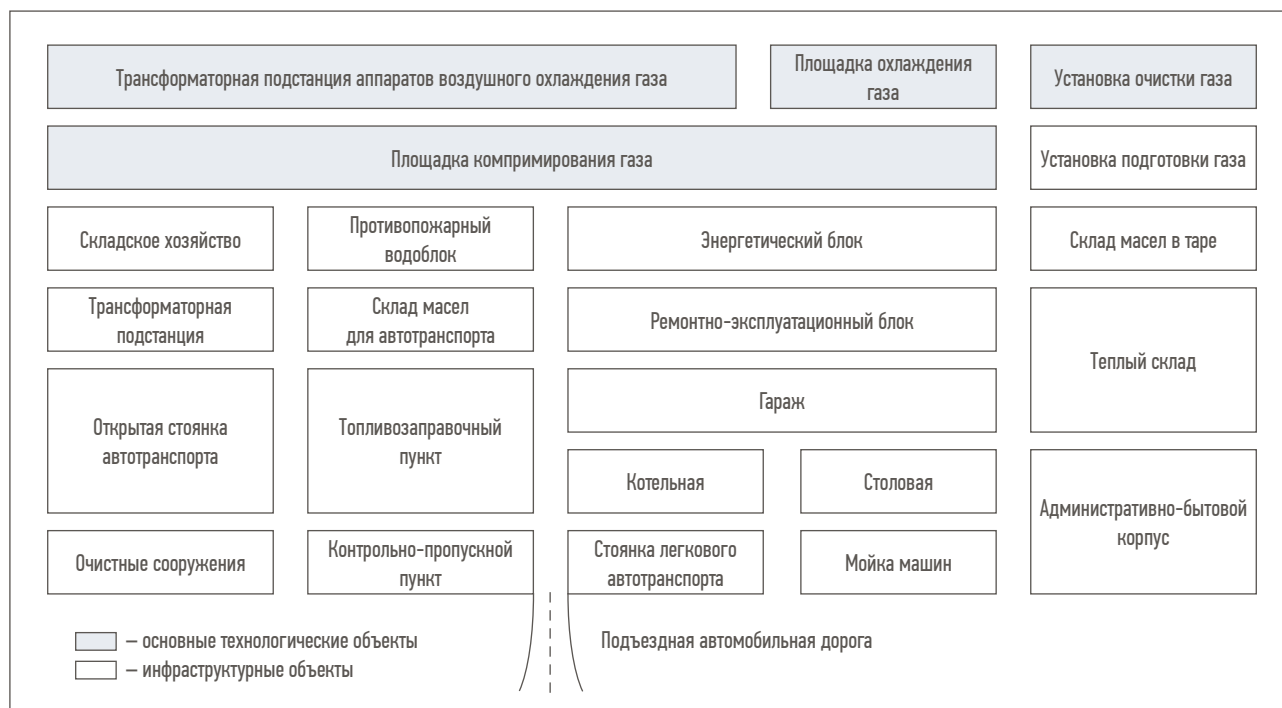 Трансформаторная подстанция аппаратов воздушного охлаждения газа
Площадка охлаждения
газа
Установка очистки газа
Площадка компримирования газа
Установка подготовки газа
Складское хозяйство
Противопожарный
водоблок
Энергетический блок
Склад масел в таре
Трансформаторная
подстанция
Склад масел
для автотранспорта
Ремонтно-эксплуатационный блок
Теплый склад
Открытая стоянка
автотранспорта
Топливозаправочный
пункт
Гараж
Котельная
Столовая
Административно-бытовой
корпус
Очистные сооружения
Контрольно-пропускной
пункт
Стоянка легкового
автотранспорта
Мойка машин
– основные технологические объекты
– инфраструктурные объекты
Подъездная автомобильная дорога